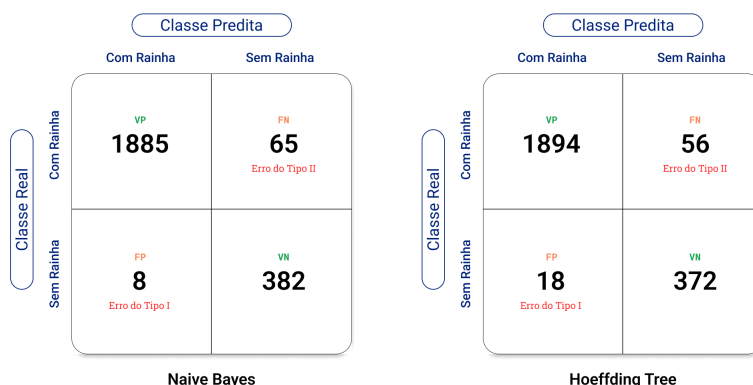 Classe Predita
Com Rainha
Sem Rainha
Classe Real
Com Rainha
Sem Rainha
VP
1885
FN
65
Erro do Tipo II
FP
8
Erro do Tipo I
VN
382
Naive Bayes
Classe Predita
Com Rainha
Sem Rainha
Classe Real
Com Rainha
Sem Rainha
VP
1894
FN
56
Erro do Tipo II
FP
18
Erro do Tipo I
VN
372
Hoeffding Tree